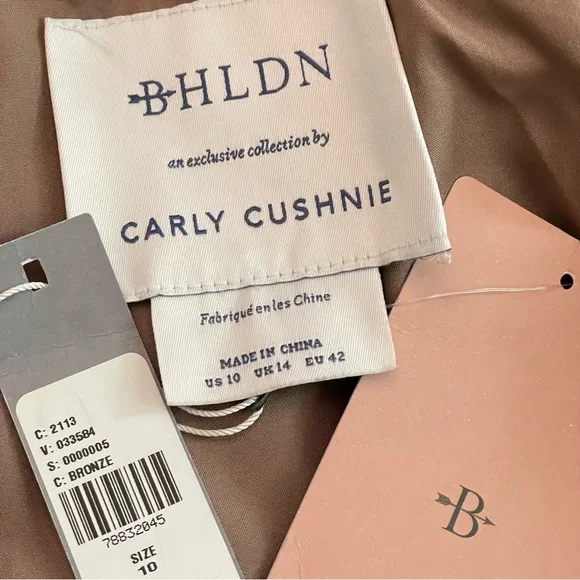 BHLDN
an exclusive collection by
CARLY CUSHNIE
Fabriqué en les Chine
MADE IN CHINA
US 10 UK 14 EU 42
C: 2113
V: 033584
S: 0000005
C: BRONZE
78832045
SIZE
10
B